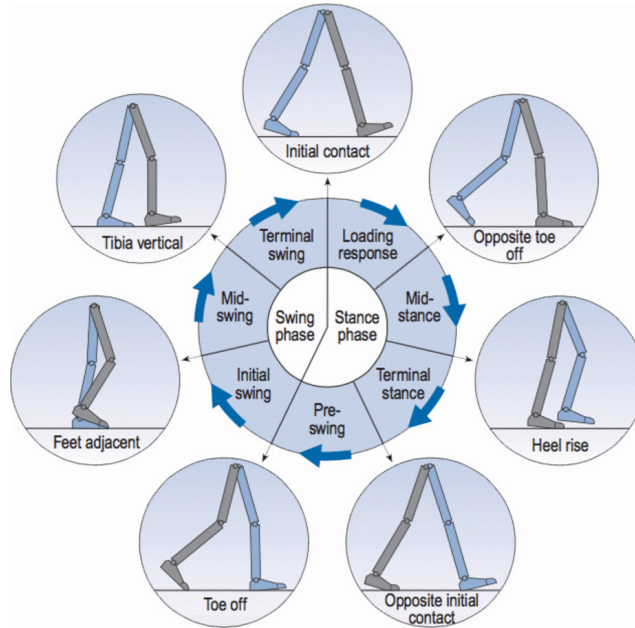 Initial contact
Tibia vertical
Opposite toe
off
Terminal
swing
Loading
response
Mid-
swing
Swing
phase
Stance
phase
Mid-
stance
Initial
swing
Terminal
stance
Pre-
swing
Feet adjacent
Heel rise
Toe off
Opposite initial
contact